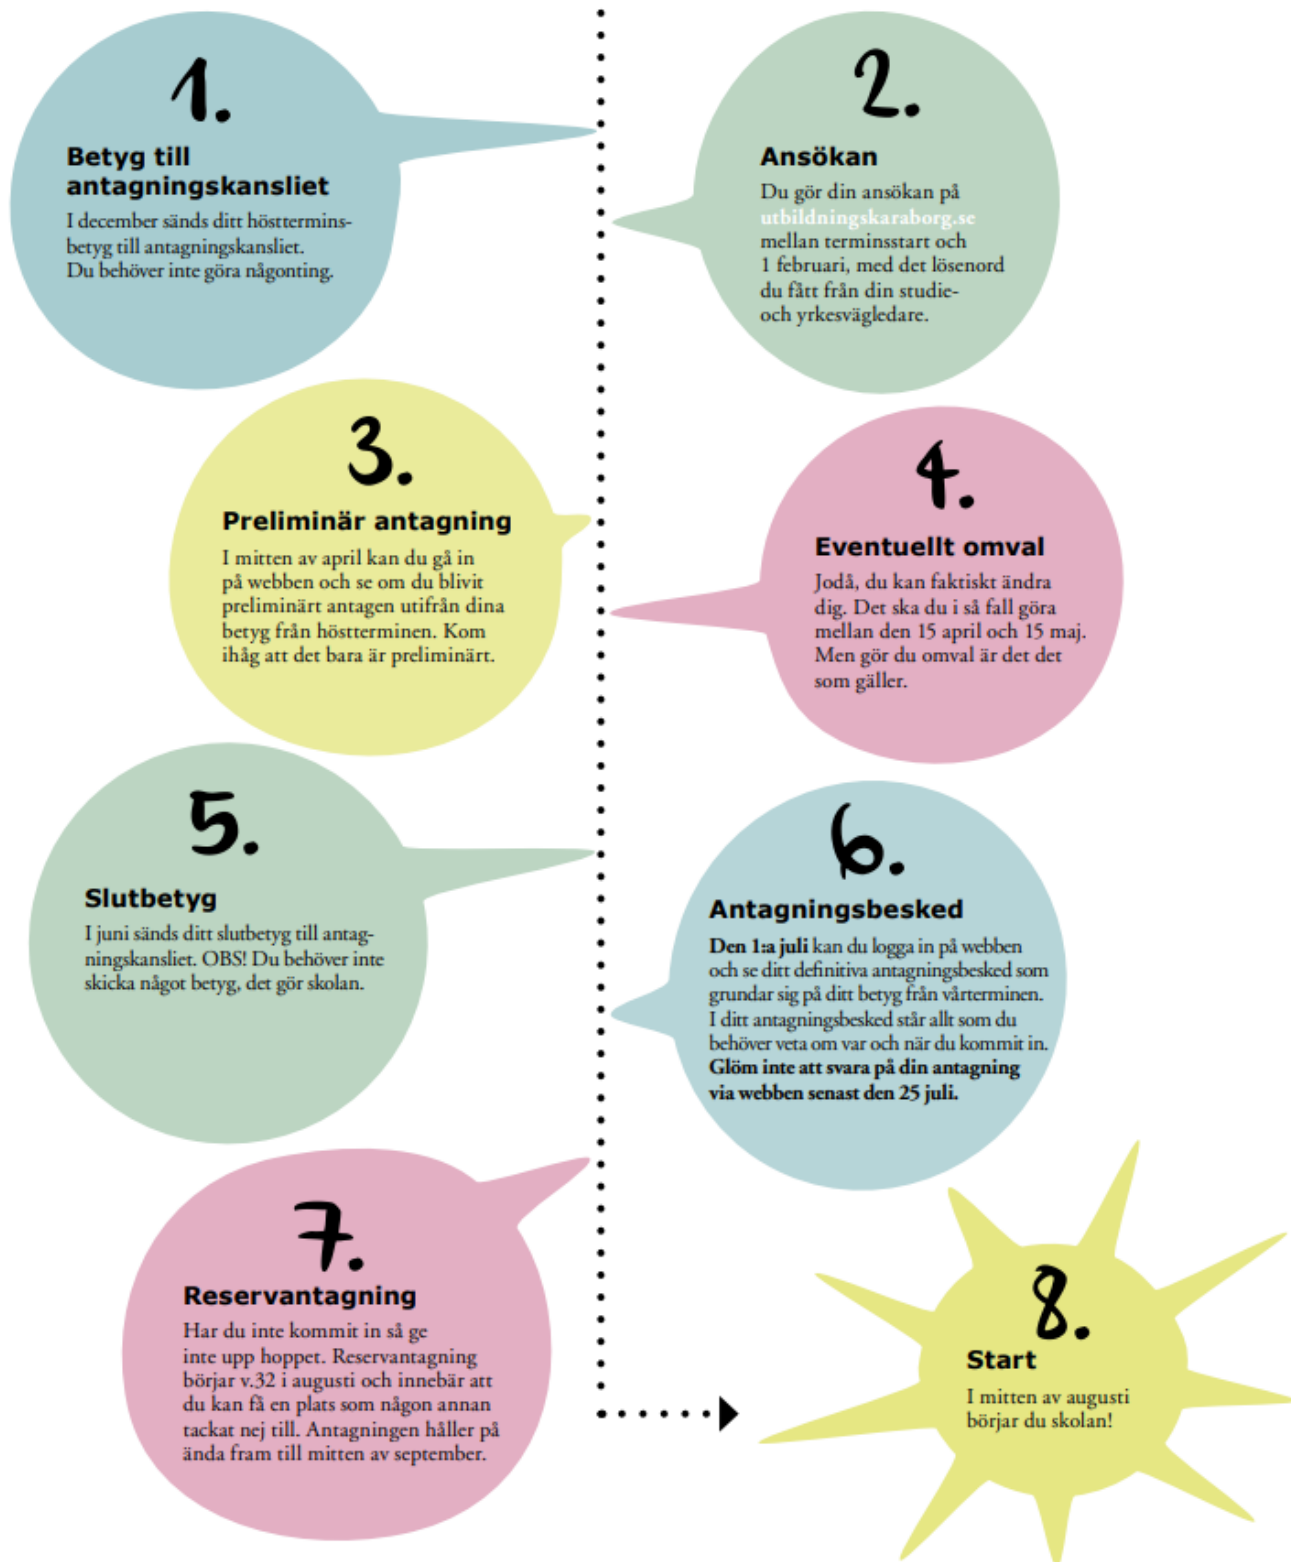 1.
Betyg till
antagningskansliet
I december sänds ditt hösttermins-
betyg till antagningskansliet.
Du behöver inte göra någonting.
2.
Ansökan
Du gör din ansökan på
utbildningskaraborg.se
mellan terminsstart och
1 februari, med det lösenord
du fått från din studie-
och yrkesvägledare.
3.
Preliminär antagning
I mitten av april kan du gå in
på webben och se om du blivit
preliminärt antagen utifrån dina
betyg från höstterminen. Kom
ihåg att det bara är preliminärt.
4.
Eventuellt omval
Jodå, du kan faktiskt ändra
dig. Det ska du i så fall göra
mellan den 15 april och 15 maj.
Men gör du omval är det det
som gäller.
5.
Slutbetyg
I juni sänds ditt slutbetyg till antag-
ningskansliet. OBS! Du behöver inte
skicka något betyg, det gör skolan.
6.
Antagningsbesked
Den 1:a juli kan du logga in på webben
och se ditt definitiva antagningsbesked som
grundar sig på ditt betyg från vårterminen.
I ditt antagningsbesked står allt som du
behöver veta om var och när du kommit in.
Glöm inte att svara på din antagning
via webben senast den 25 juli.
7.
Reservantagning
Har du inte kommit in så ge
inte upp hoppet. Reservantagning
börjar v.32 i augusti och innebär att
du kan få en plats som någon annan
tackat nej till. Antagningen håller på
ända fram till mitten av september.
8.
Start
I mitten av augusti
börjar du skolan!